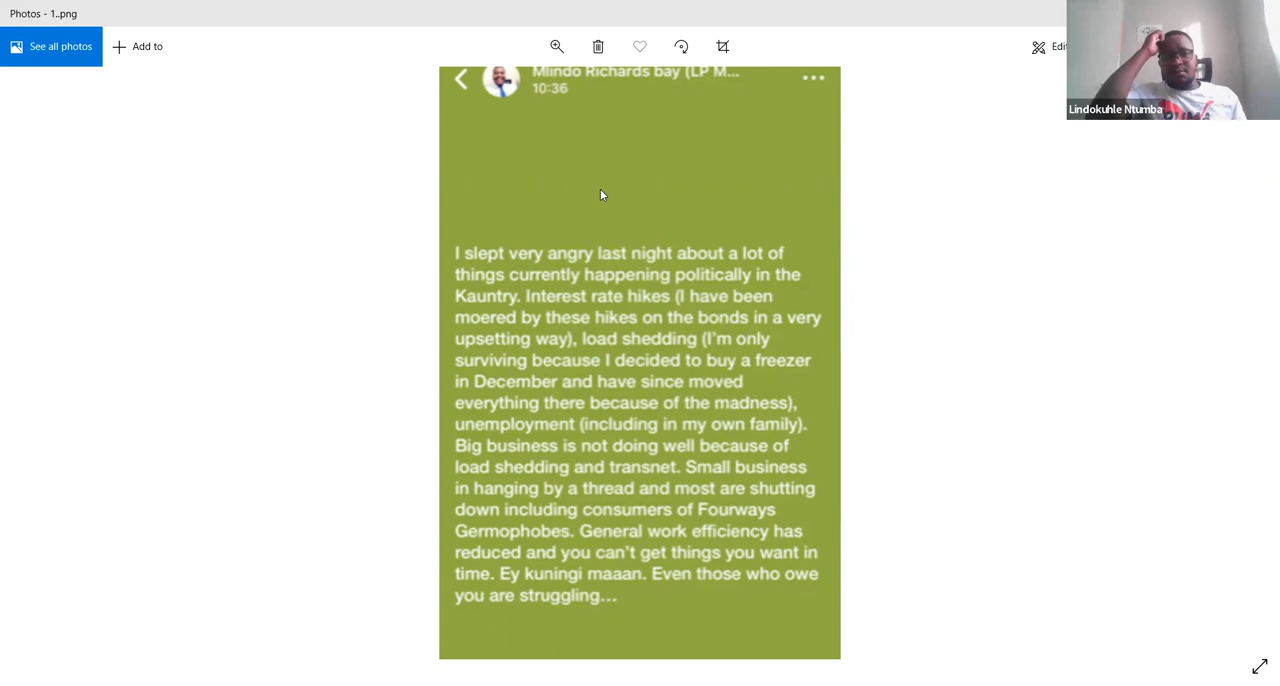 Photos - 1..png
See all photos
Add to
Mlindo Richards bay (LP M...
10:36
Lindokuhle Ntumba
I slept very angry last night about a lot of
things currently happening politically in the
Kauntry. Interest rate hikes (I have been
moered by these hikes on the bonds in a very
upsetting way), load shedding (I'm only
surviving because I decided to buy a freezer
in December and have since moved
everything there because of the madness),
unemployment (including in my own family).
Big business is not doing well because of
load shedding and transnet. Small business
in hanging by a thread and most are shutting
down including consumers of Fourways
Germophobes. General work efficiency has
reduced and you can't get things you want in
time. Ey kuningi maaan. Even those who owe
you are struggling...